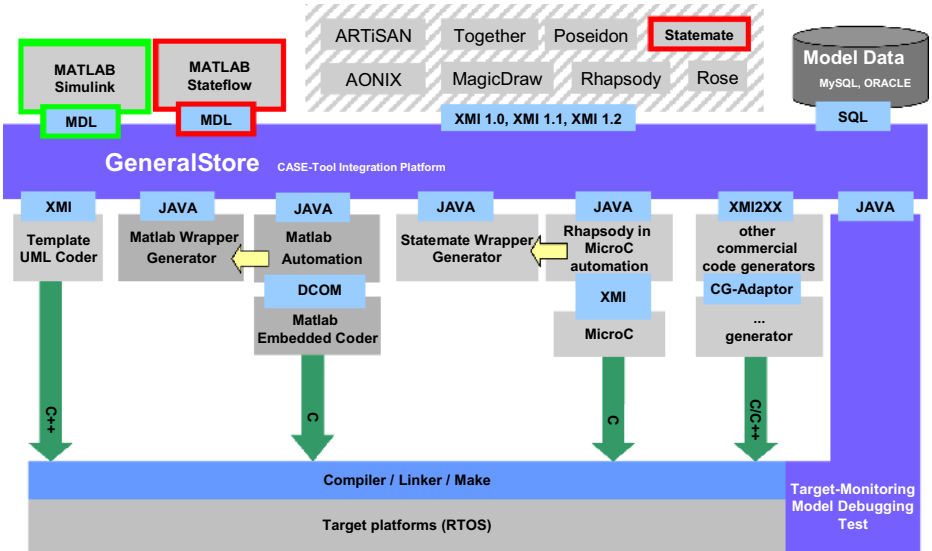 ARTiSAN Together Poseidon Statemate
MATLAB
Simulink
MATLAB
Stateflow
AONIX MagicDraw Rhapsody Rose
Model Data
MySQL, ORACLE
MDL MDL XMI 1.0, XMI 1.1, XMI 1.2 SQL
GeneralStore CASE-Tool Integration Platform
XMI JAVA JAVA JAVA JAVA XMI2XX JAVA
Template
UML Coder
Matlab Wrapper
Generator
Matlab
Automation
Statemate Wrapper
Generator
Rhapsody in
MicroC
automation
other
commercial
code generators
DCOM XMI CG-Adaptor
Matlab
Embedded Coder
MicroC
...
generator
C++ C C C/C++
Compiler / Linker / Make
Target platforms (RTOS)
Target-Monitoring
Model Debugging
Test